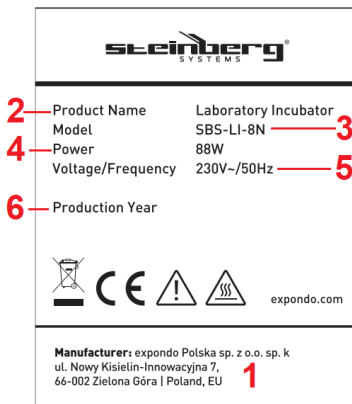 steinberg®
SYSTEMS
2 Product Name Laboratory Incubator
Model SBS-LI-8N 3
4 Power 88W
Voltage/Frequency 230V~/50Hz 5
6 Production Year
CE
expondo.com
Manufacturer: expondo Polska sp. z o.o. sp. k
ul. Nowy Kisielin-Innowacyjna 7,
66-002 Zielona Góra | Poland, EU 1